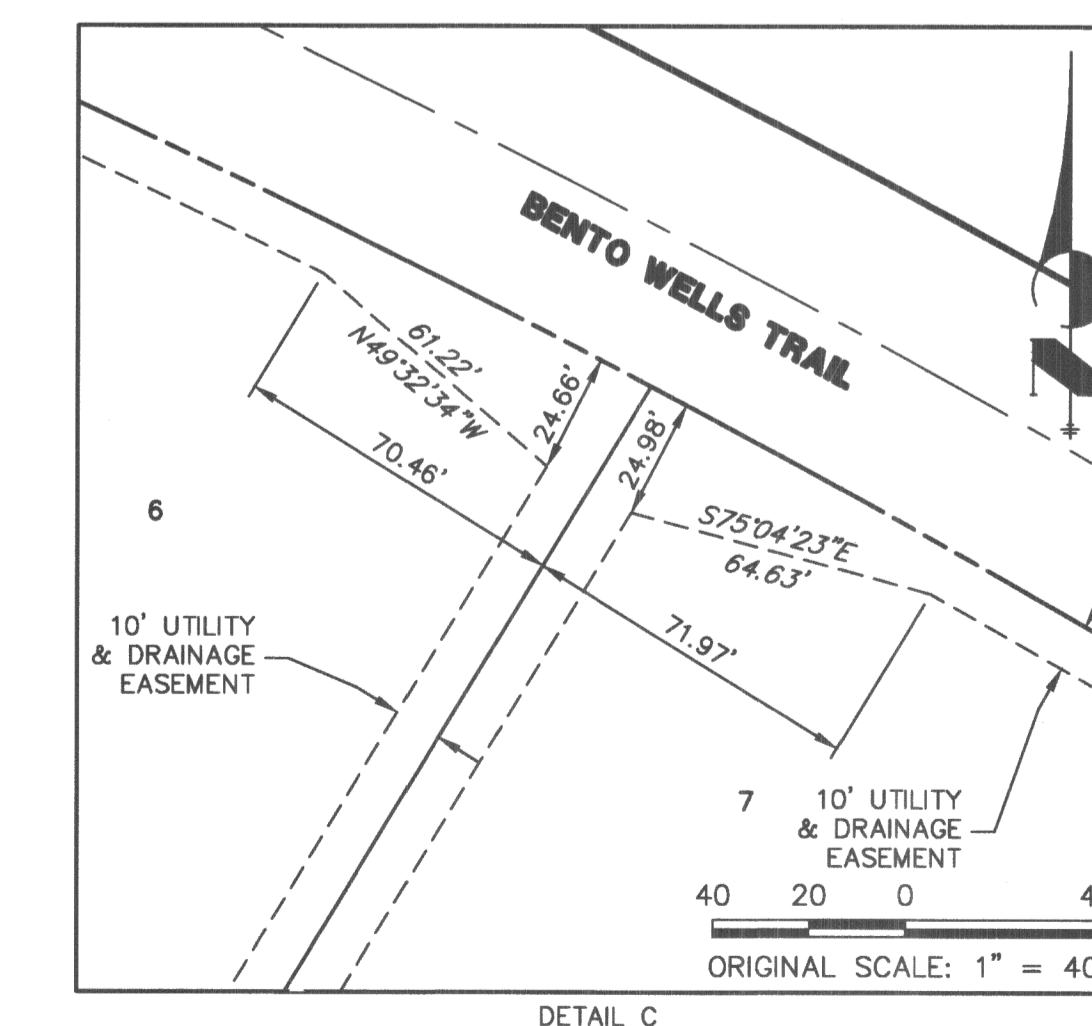 BENTO WELLS TRAIL
61.22'
N49°32'34"W
24.66'
70.46'
24.98'
S75°04'23"E
64.63'
71.97'
6
10' UTILITY
& DRAINAGE
EASEMENT
7
10' UTILITY
& DRAINAGE
EASEMENT
40 20 0
ORIGINAL SCALE: 1" = 40
DETAIL C